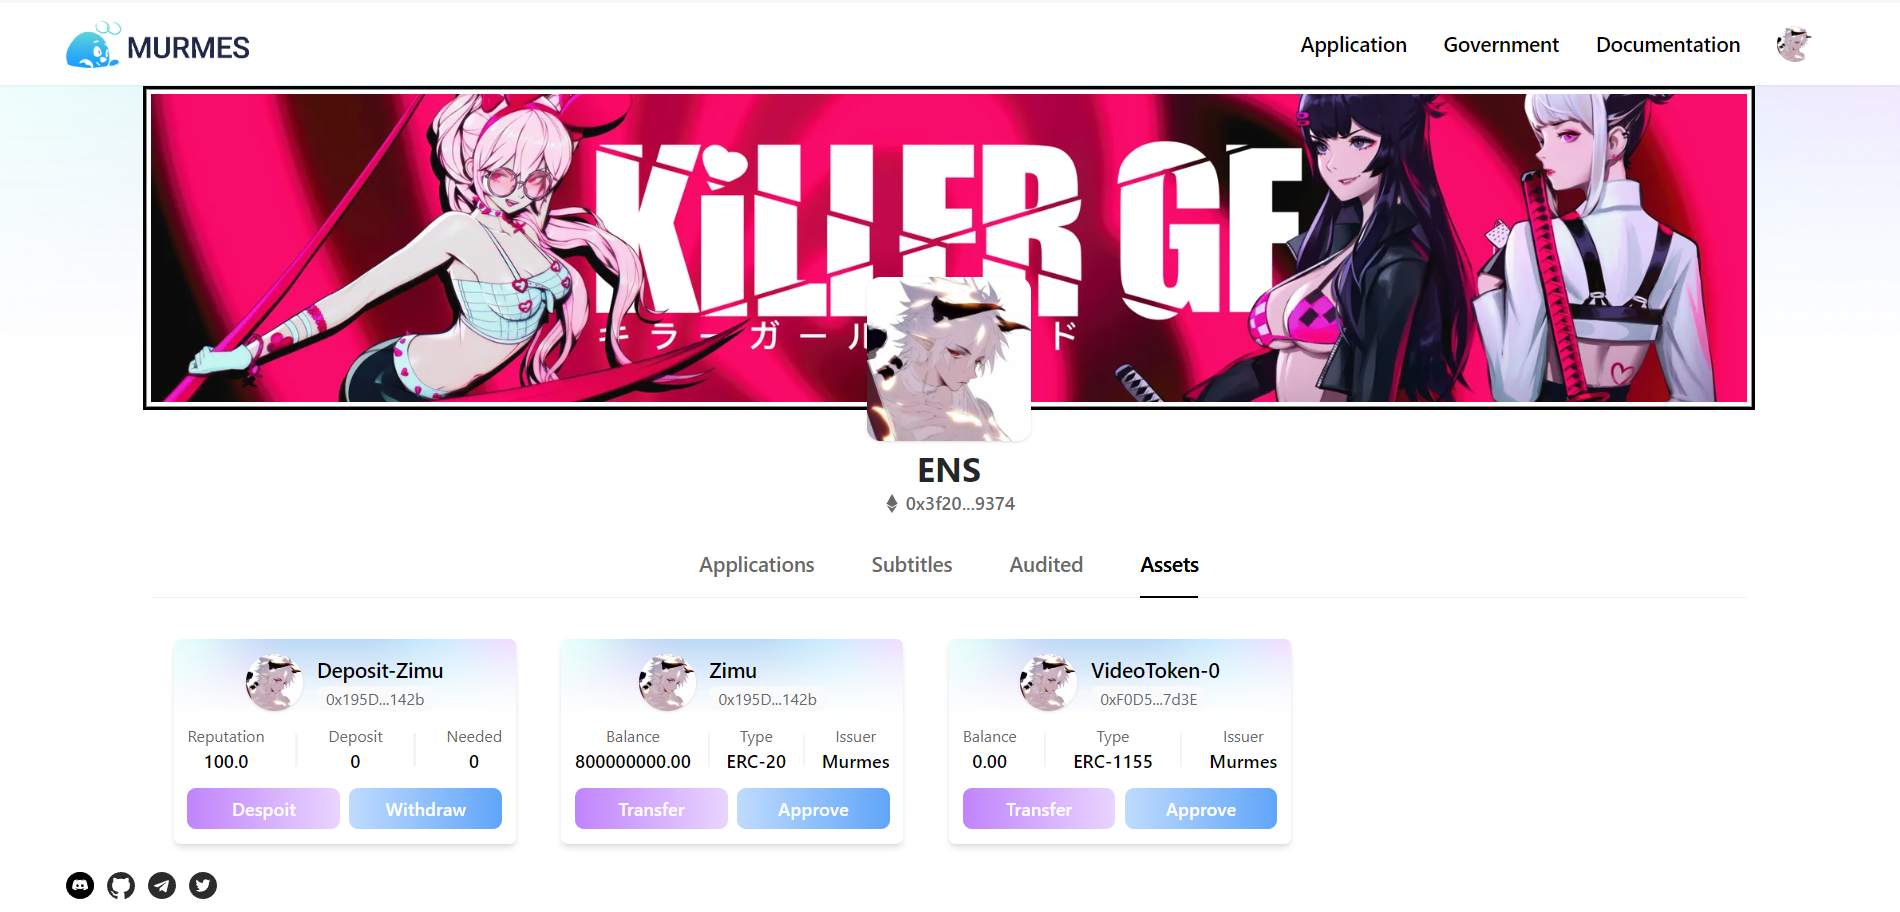 MURMES
Application Government Documentation
KiLLER GF
キラーガール ド
ENS
0x3f20...9374
Applications Subtitles Audited Assets
Deposit-Zimu
0x195D...142b
Reputation Deposit Needed
100.0 0 0
Despoit Withdraw
Zimu
0x195D...142b
Balance Type Issuer
800000000.00 ERC-20 Murmes
Transfer Approve
VideoToken-0
0xF0D5...7d3E
Balance Type Issuer
0.00 ERC-1155 Murmes
Transfer Approve